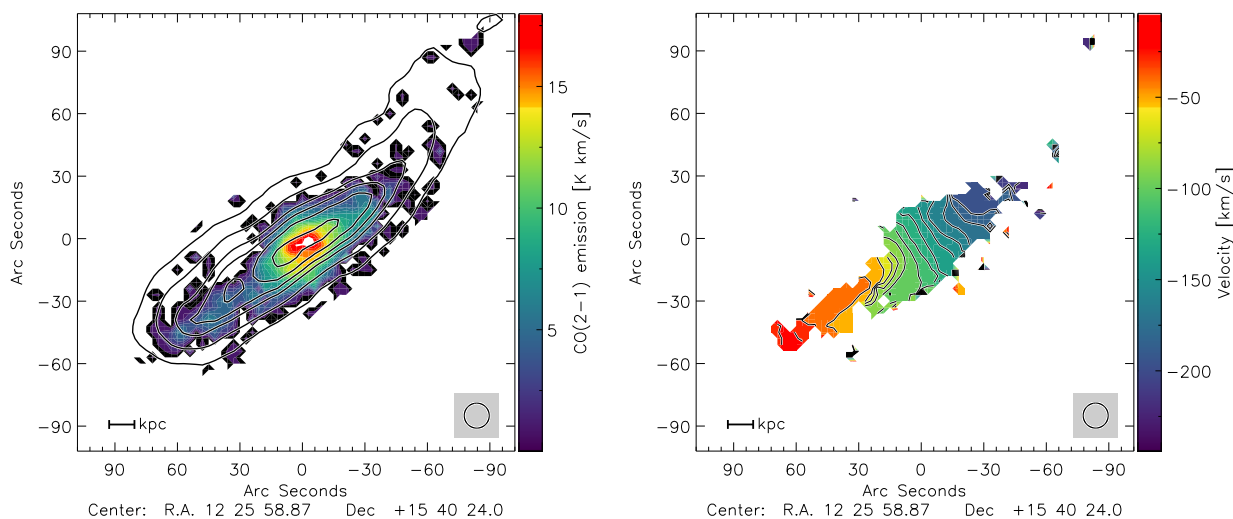 90
60
30
0
−30
−60
−90
Arc Seconds
90 60 30 0 −30 −60 −90
Arc Seconds
Center: R.A. 12 25 58.87 Dec +15 40 24.0
kpc
15
10
5
CO(2−1) emission [K km/s]
90
60
30
0
−30
−60
−90
Arc Seconds
90 60 30 0 −30 −60 −90
Arc Seconds
Center: R.A. 12 25 58.87 Dec +15 40 24.0
kpc
−50
−100
−150
−200
Velocity [km/s]